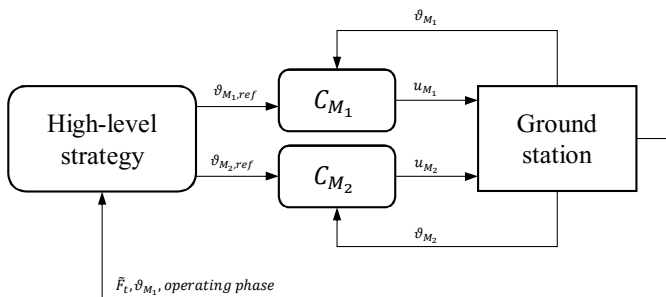 ϑ_{M_1}
ϑ_{M_1,ref}
u_{M_1}
C_{M_1}
High-level
strategy
Ground
station
ϑ_{M_2,ref}
u_{M_2}
C_{M_2}
ϑ_{M_2}
F̃_t, ϑ_{M_1}, operating phase